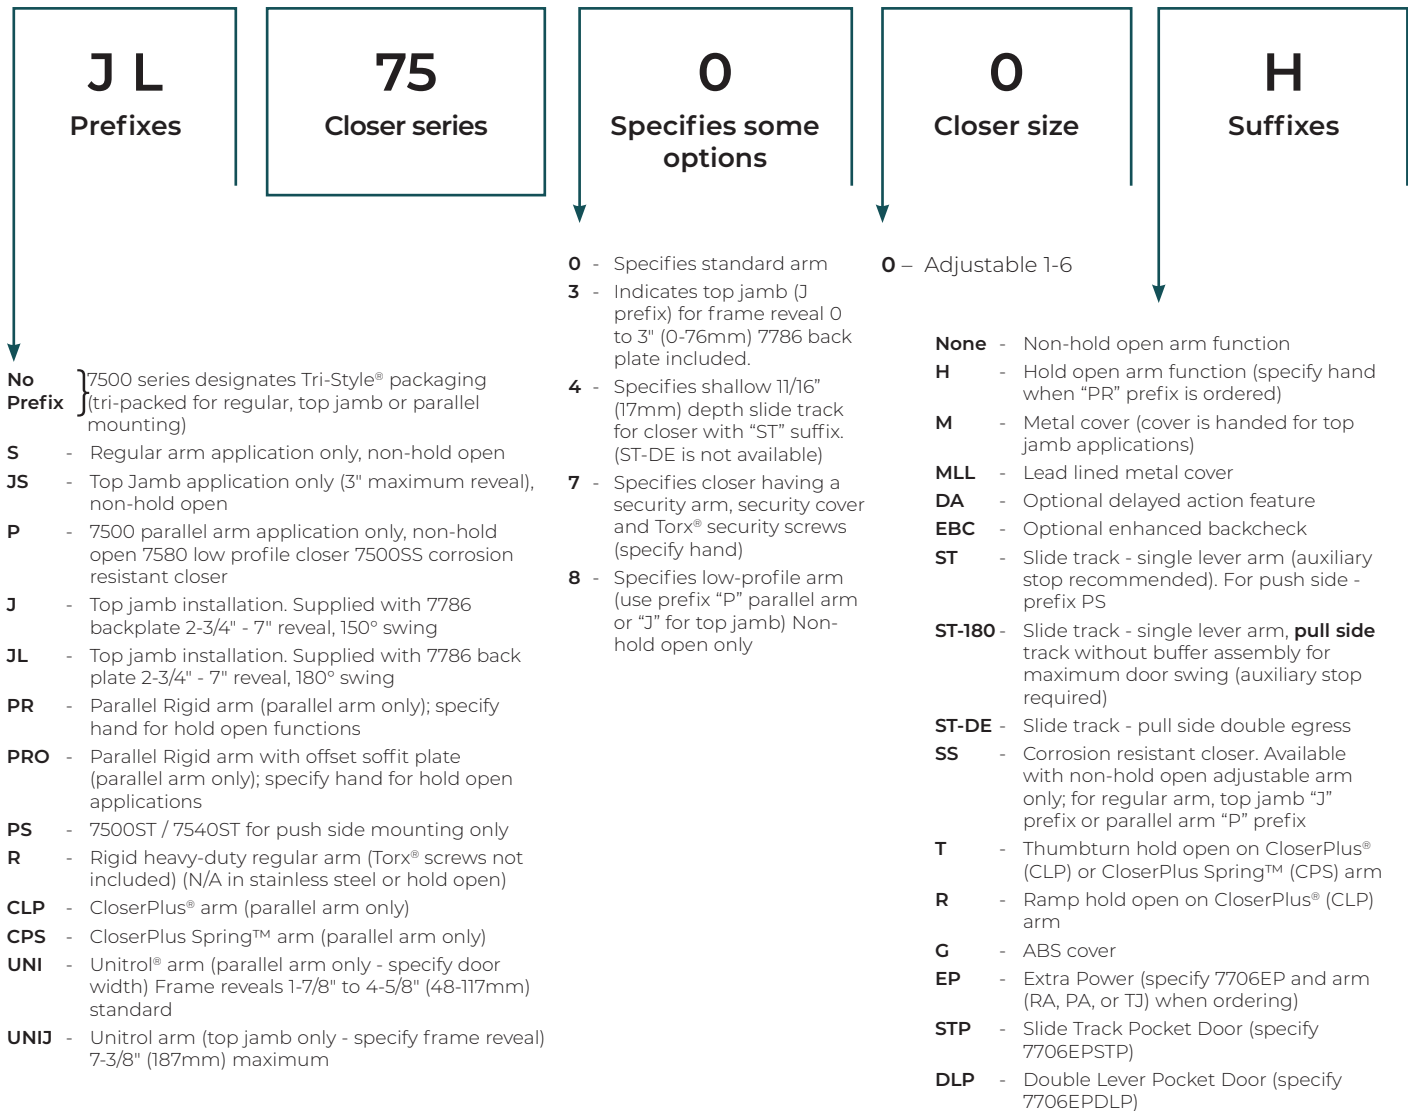 J L
Prefixes
75
Closer series
0
Specifies some
options
0
Closer size
H
Suffixes
No
Prefix
7500 series designates Tri-Style® packaging
(tri-packed for regular, top jamb or parallel
mounting)
S - Regular arm application only, non-hold open
JS - Top Jamb application only (3" maximum reveal),
non-hold open
P - 7500 parallel arm application only, non-hold
open 7580 low profile closer 7500SS corrosion
resistant closer
J - Top jamb installation. Supplied with 7786
backplate 2-3/4" - 7" reveal, 150° swing
JL - Top jamb installation. Supplied with 7786 back
plate 2-3/4" - 7" reveal, 180° swing
PR - Parallel Rigid arm (parallel arm only); specify
hand for hold open functions
PRO - Parallel Rigid arm with offset soffit plate
(parallel arm only); specify hand for hold open
applications
PS - 7500ST / 7540ST for push side mounting only
R - Rigid heavy-duty regular arm (Torx® screws not
included) (N/A in stainless steel or hold open)
CLP - CloserPlus® arm (parallel arm only)
CPS - CloserPlus Spring™ arm (parallel arm only)
UNI - Unitrol® arm (parallel arm only - specify door
width) Frame reveals 1-7/8" to 4-5/8" (48-117mm)
standard
UNIJ - Unitrol arm (top jamb only - specify frame reveal)
7-3/8" (187mm) maximum
0 - Specifies standard arm
3 - Indicates top jamb (J
prefix) for frame reveal 0
to 3" (0-76mm) 7786 back
plate included.
4 - Specifies shallow 11/16”
(17mm) depth slide track
for closer with “ST” suffix.
(ST-DE is not available)
7 - Specifies closer having a
security arm, security cover
and Torx® security screws
(specify hand)
8 - Specifies low-profile arm
(use prefix “P” parallel arm
or “J” for top jamb) Non-
hold open only
0 – Adjustable 1-6
None - Non-hold open arm function
H - Hold open arm function (specify hand
when “PR” prefix is ordered)
M - Metal cover (cover is handed for top
jamb applications)
MLL - Lead lined metal cover
DA - Optional delayed action feature
EBC - Optional enhanced backcheck
ST - Slide track - single lever arm (auxiliary
stop recommended). For push side -
prefix PS
ST-180 - Slide track - single lever arm, pull side
track without buffer assembly for
maximum door swing (auxiliary stop
required)
ST-DE - Slide track - pull side double egress
SS - Corrosion resistant closer. Available
with non-hold open adjustable arm
only; for regular arm, top jamb “J”
prefix or parallel arm “P” prefix
T - Thumbturn hold open on CloserPlus®
(CLP) or CloserPlus Spring™ (CPS) arm
R - Ramp hold open on CloserPlus® (CLP)
arm
G - ABS cover
EP - Extra Power (specify 7706EP and arm
(RA, PA, or TJ) when ordering)
STP - Slide Track Pocket Door (specify
7706EPSTP)
DLP - Double Lever Pocket Door (specify
7706EPDLP)